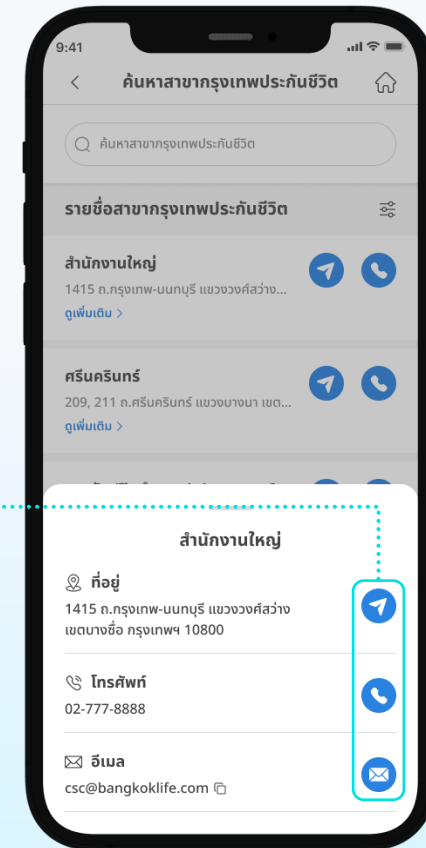 9:41
ค้นหาสาขากรุงเทพประกันชีวิต
ค้นหาสาขากรุงเทพประกันชีวิต
รายชื่อสาขากรุงเทพประกันชีวิต
สำนักงานใหญ่
1415 ถ.กรุงเทพ-นนทบุรี แขวงวงศ์สว่าง...
ดูเพิ่มเติม >
ศรีนครินทร์
209, 211 ถ.ศรีนครินทร์ แขวงบางนา เขต...
ดูเพิ่มเติม >
สำนักงานใหญ่
ที่อยู่
1415 ถ.กรุงเทพ-นนทบุรี แขวงวงศ์สว่าง
เขตบางซื่อ กรุงเทพฯ 10800
โทรศัพท์
02-777-8888
อีเมล
csc@bangkoklife.com